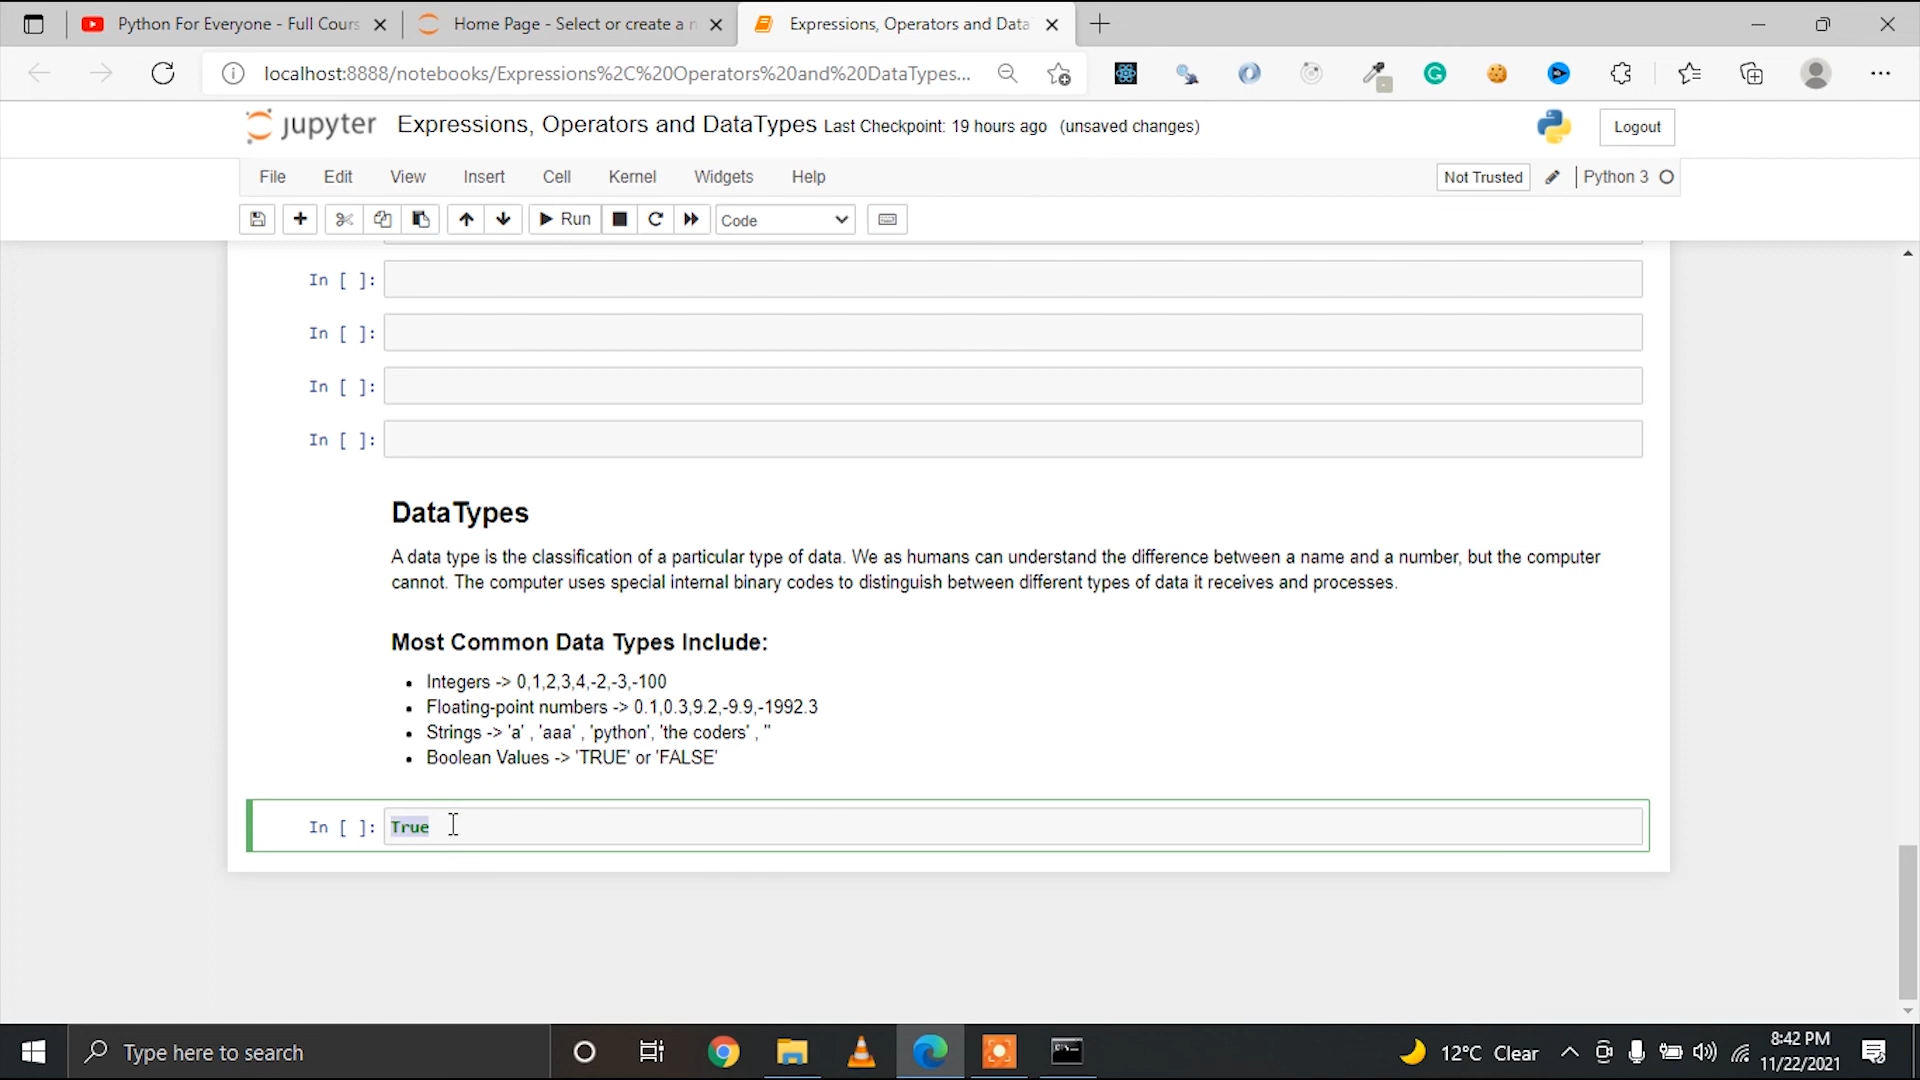 Python For Everyone - Full Cours
Home Page - Select or create a n
Expressions, Operators and Data
localhost:8888/notebooks/Expressions%2C%20Operators%20and%20DataTypes...
jupyter Expressions, Operators and DataTypes Last Checkpoint: 19 hours ago (unsaved changes)
Logout
File Edit View Insert Cell Kernel Widgets Help
Not Trusted Python 3
Run Code
In [ ]:
In [ ]:
In [ ]:
In [ ]:
DataTypes
A data type is the classification of a particular type of data. We as humans can understand the difference between a name and a number, but the computer
cannot. The computer uses special internal binary codes to distinguish between different types of data it receives and processes.
Most Common Data Types Include:
• Integers -> 0,1,2,3,4,-2,-3,-100
• Floating-point numbers -> 0.1,0.3,9.2,-9.9,-1992.3
• Strings -> 'a' , 'aaa' , 'python', 'the coders' , ''
• Boolean Values -> 'TRUE' or 'FALSE'
In [ ]: True
Type here to search
12°C Clear
8:42 PM
11/22/2021